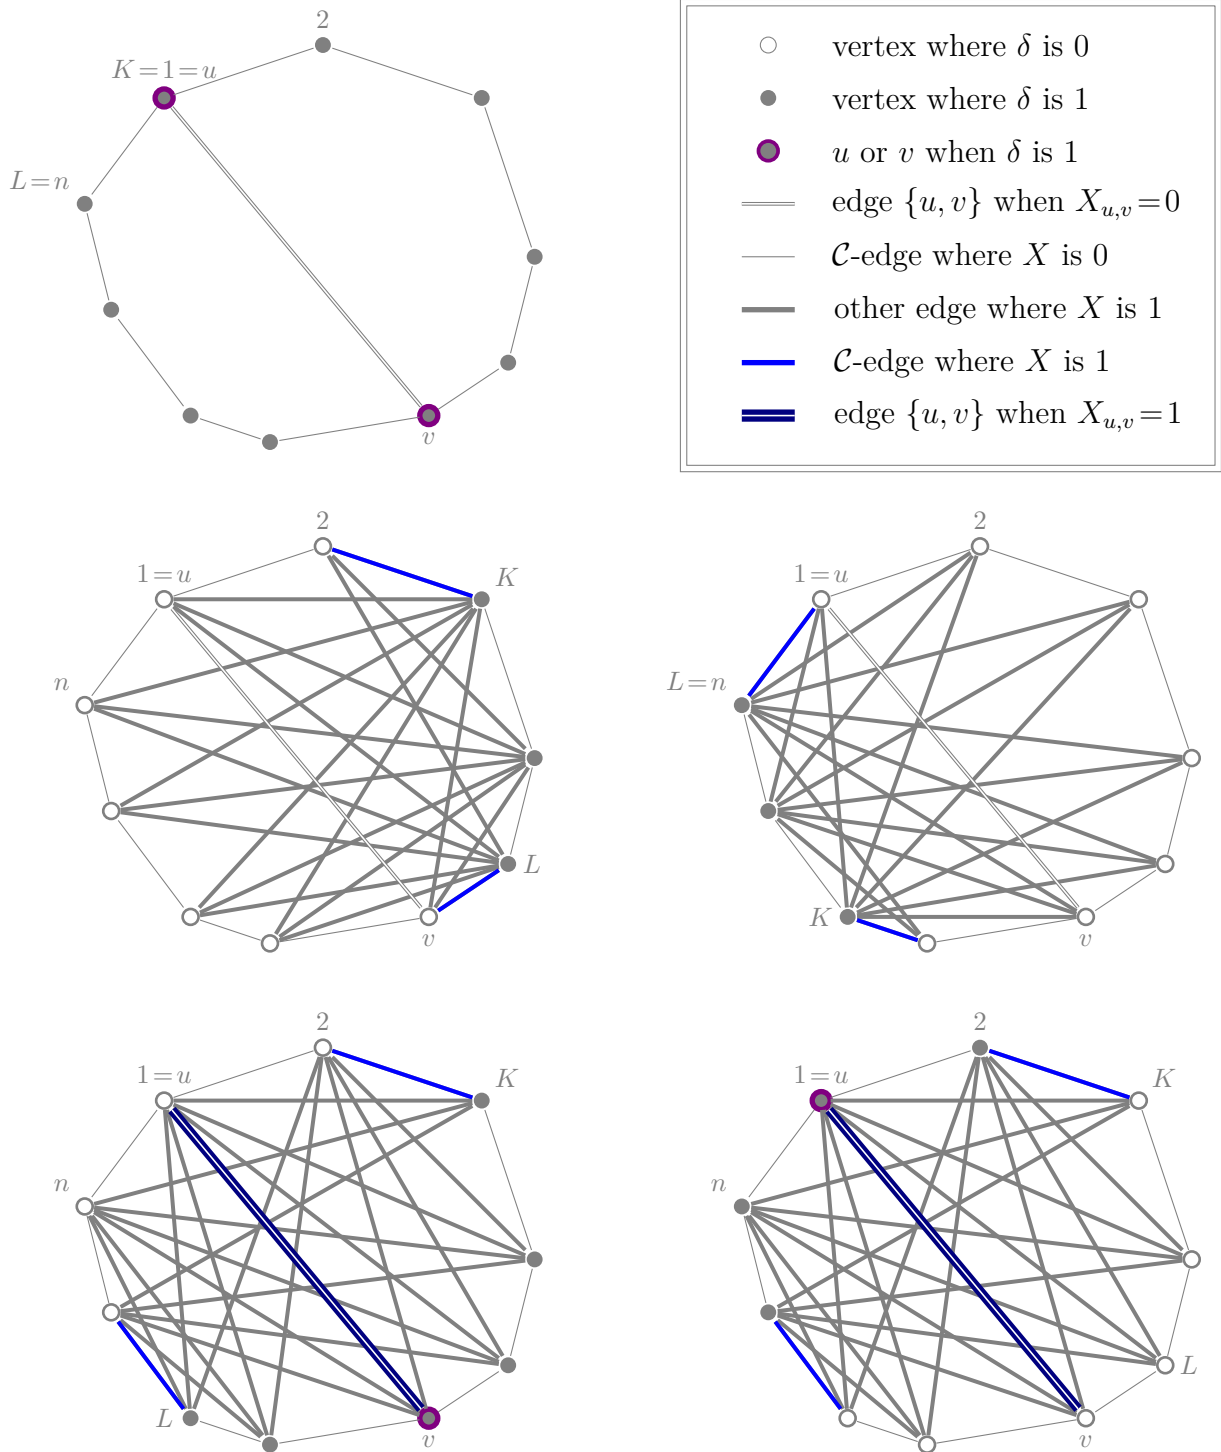 2
K=1=u
L=n
v
vertex where δ is 0
vertex where δ is 1
u or v when δ is 1
edge {u, v} when X_{u,v}=0
𝒞-edge where X is 0
other edge where X is 1
𝒞-edge where X is 1
edge {u, v} when X_{u,v}=1
2
1=u
K
n
L
v
2
1=u
L=n
K
v
2
1=u
K
n
L
v
2
1=u
K
n
L
v